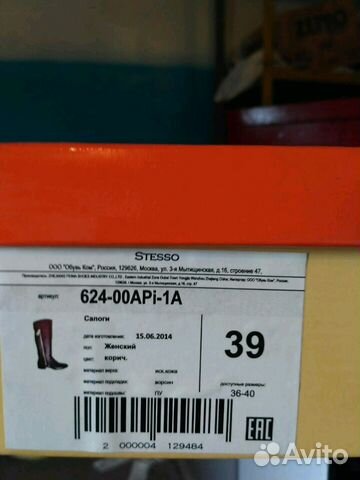 STESSO
ООО "Обувь Ком", Россия, 129626, Москва, ул. 3-я Мытищинская, д.16, строение 47,
артикул: 624-00APi-1A
Сапоги
дата изготовления: 15.06.2014
пол: Женский
цвет: корич.
материал верха иск.кожа
материал подкладки: ворсин
материал подошвы: ПУ
39
доступные размеры:
36-40
2 000004 129484
EAC
Avito